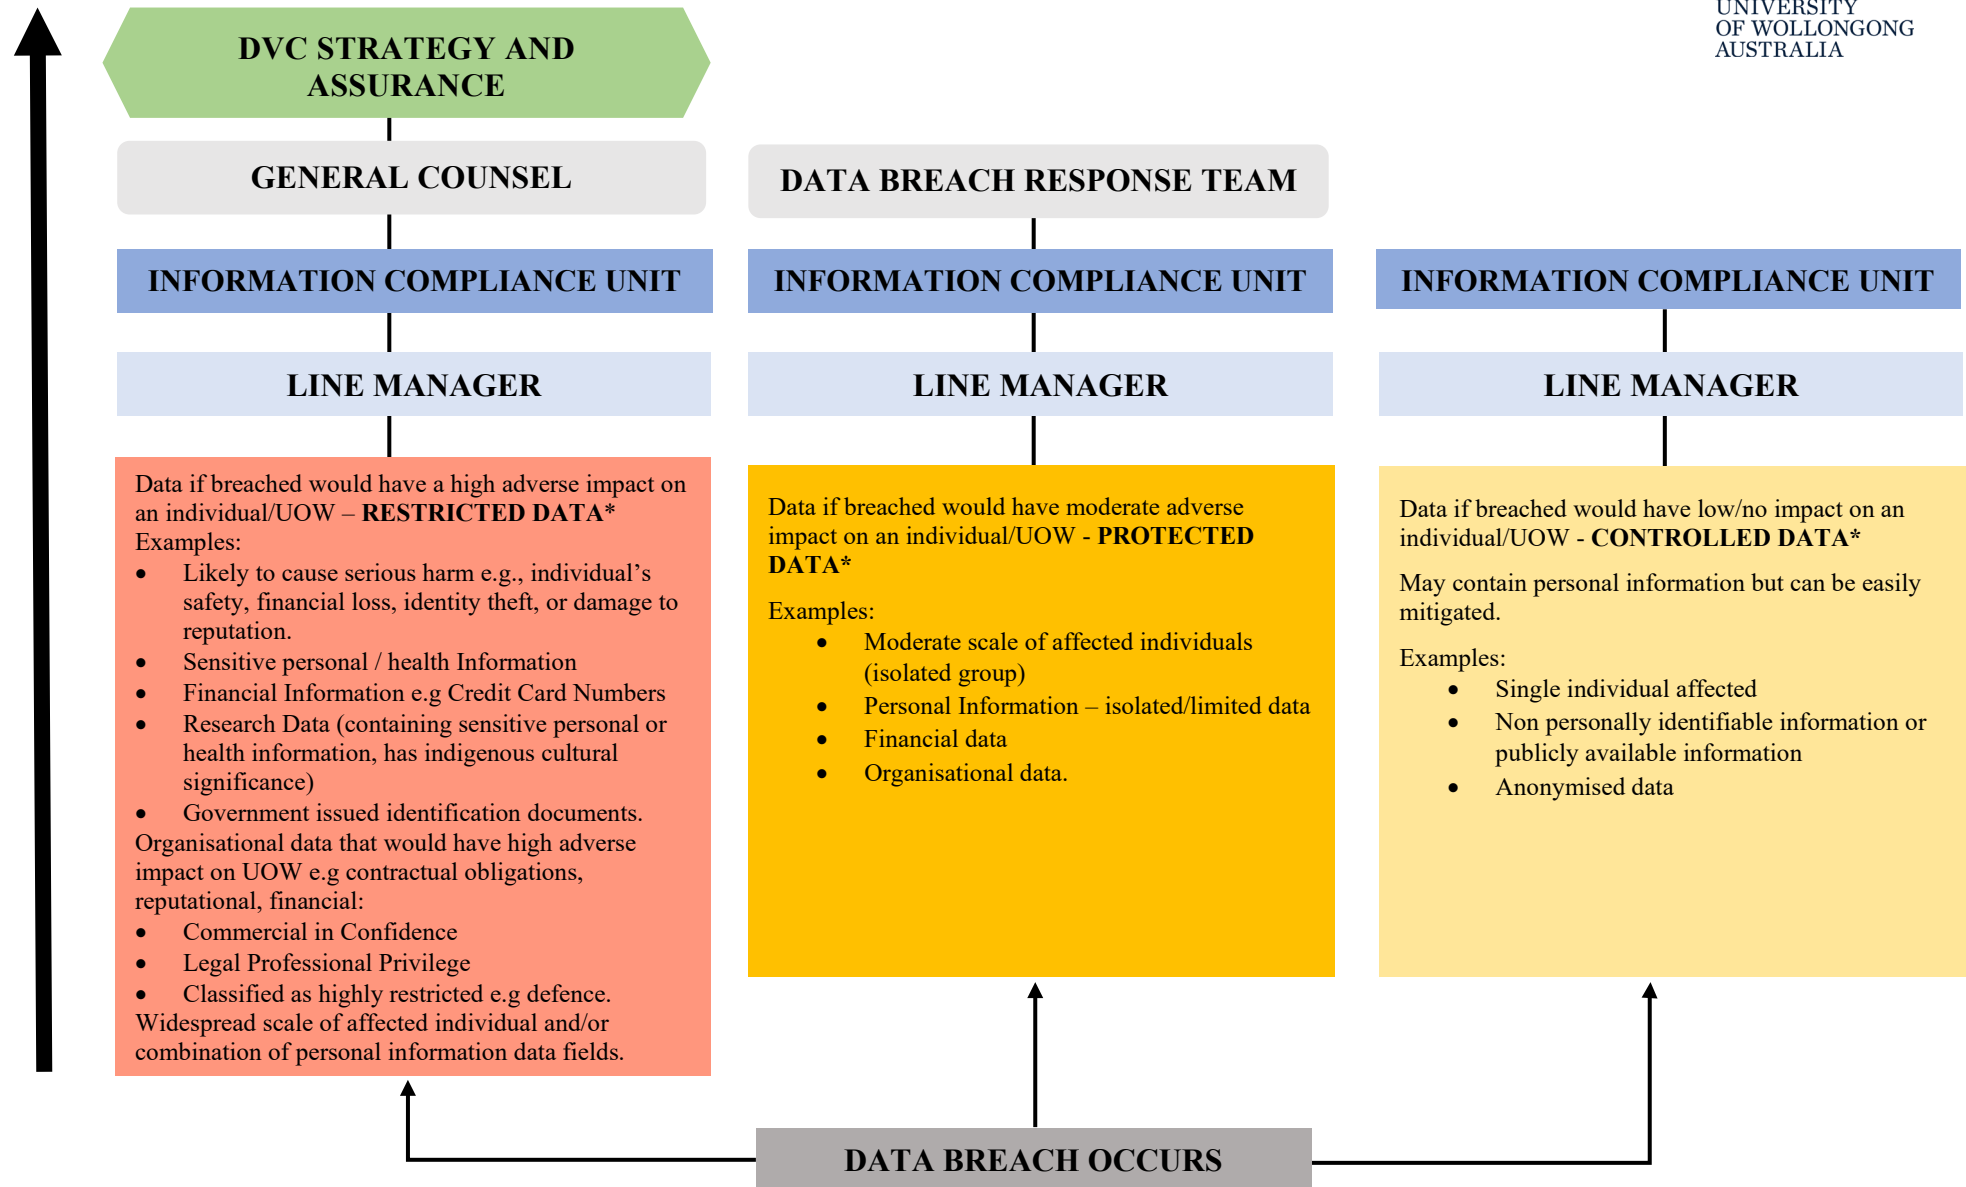 UNIVERSITY
OF WOLLONGONG
AUSTRALIA
DVC STRATEGY AND
ASSURANCE
GENERAL COUNSEL
DATA BREACH RESPONSE TEAM
INFORMATION COMPLIANCE UNIT
INFORMATION COMPLIANCE UNIT
INFORMATION COMPLIANCE UNIT
LINE MANAGER
LINE MANAGER
LINE MANAGER
Data if breached would have a high adverse impact on
an individual/UOW – RESTRICTED DATA*
Examples:
• Likely to cause serious harm e.g., individual’s
safety, financial loss, identity theft, or damage to
reputation.
• Sensitive personal / health Information
• Financial Information e.g Credit Card Numbers
• Research Data (containing sensitive personal or
health information, has indigenous cultural
significance)
• Government issued identification documents.
Organisational data that would have high adverse
impact on UOW e.g contractual obligations,
reputational, financial:
• Commercial in Confidence
• Legal Professional Privilege
• Classified as highly restricted e.g defence.
Widespread scale of affected individual and/or
combination of personal information data fields.
Data if breached would have moderate adverse
impact on an individual/UOW - PROTECTED
DATA*
Examples:
• Moderate scale of affected individuals
(isolated group)
• Personal Information – isolated/limited data
• Financial data
• Organisational data.
Data if breached would have low/no impact on an
individual/UOW - CONTROLLED DATA*
May contain personal information but can be easily
mitigated.
Examples:
• Single individual affected
• Non personally identifiable information or
publicly available information
• Anonymised data
DATA BREACH OCCURS